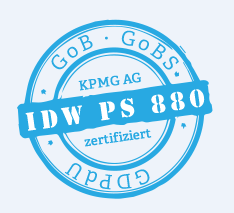 GoB · GoBS
KPMG AG
IDW PS 880
zertifiziert
GDPdU